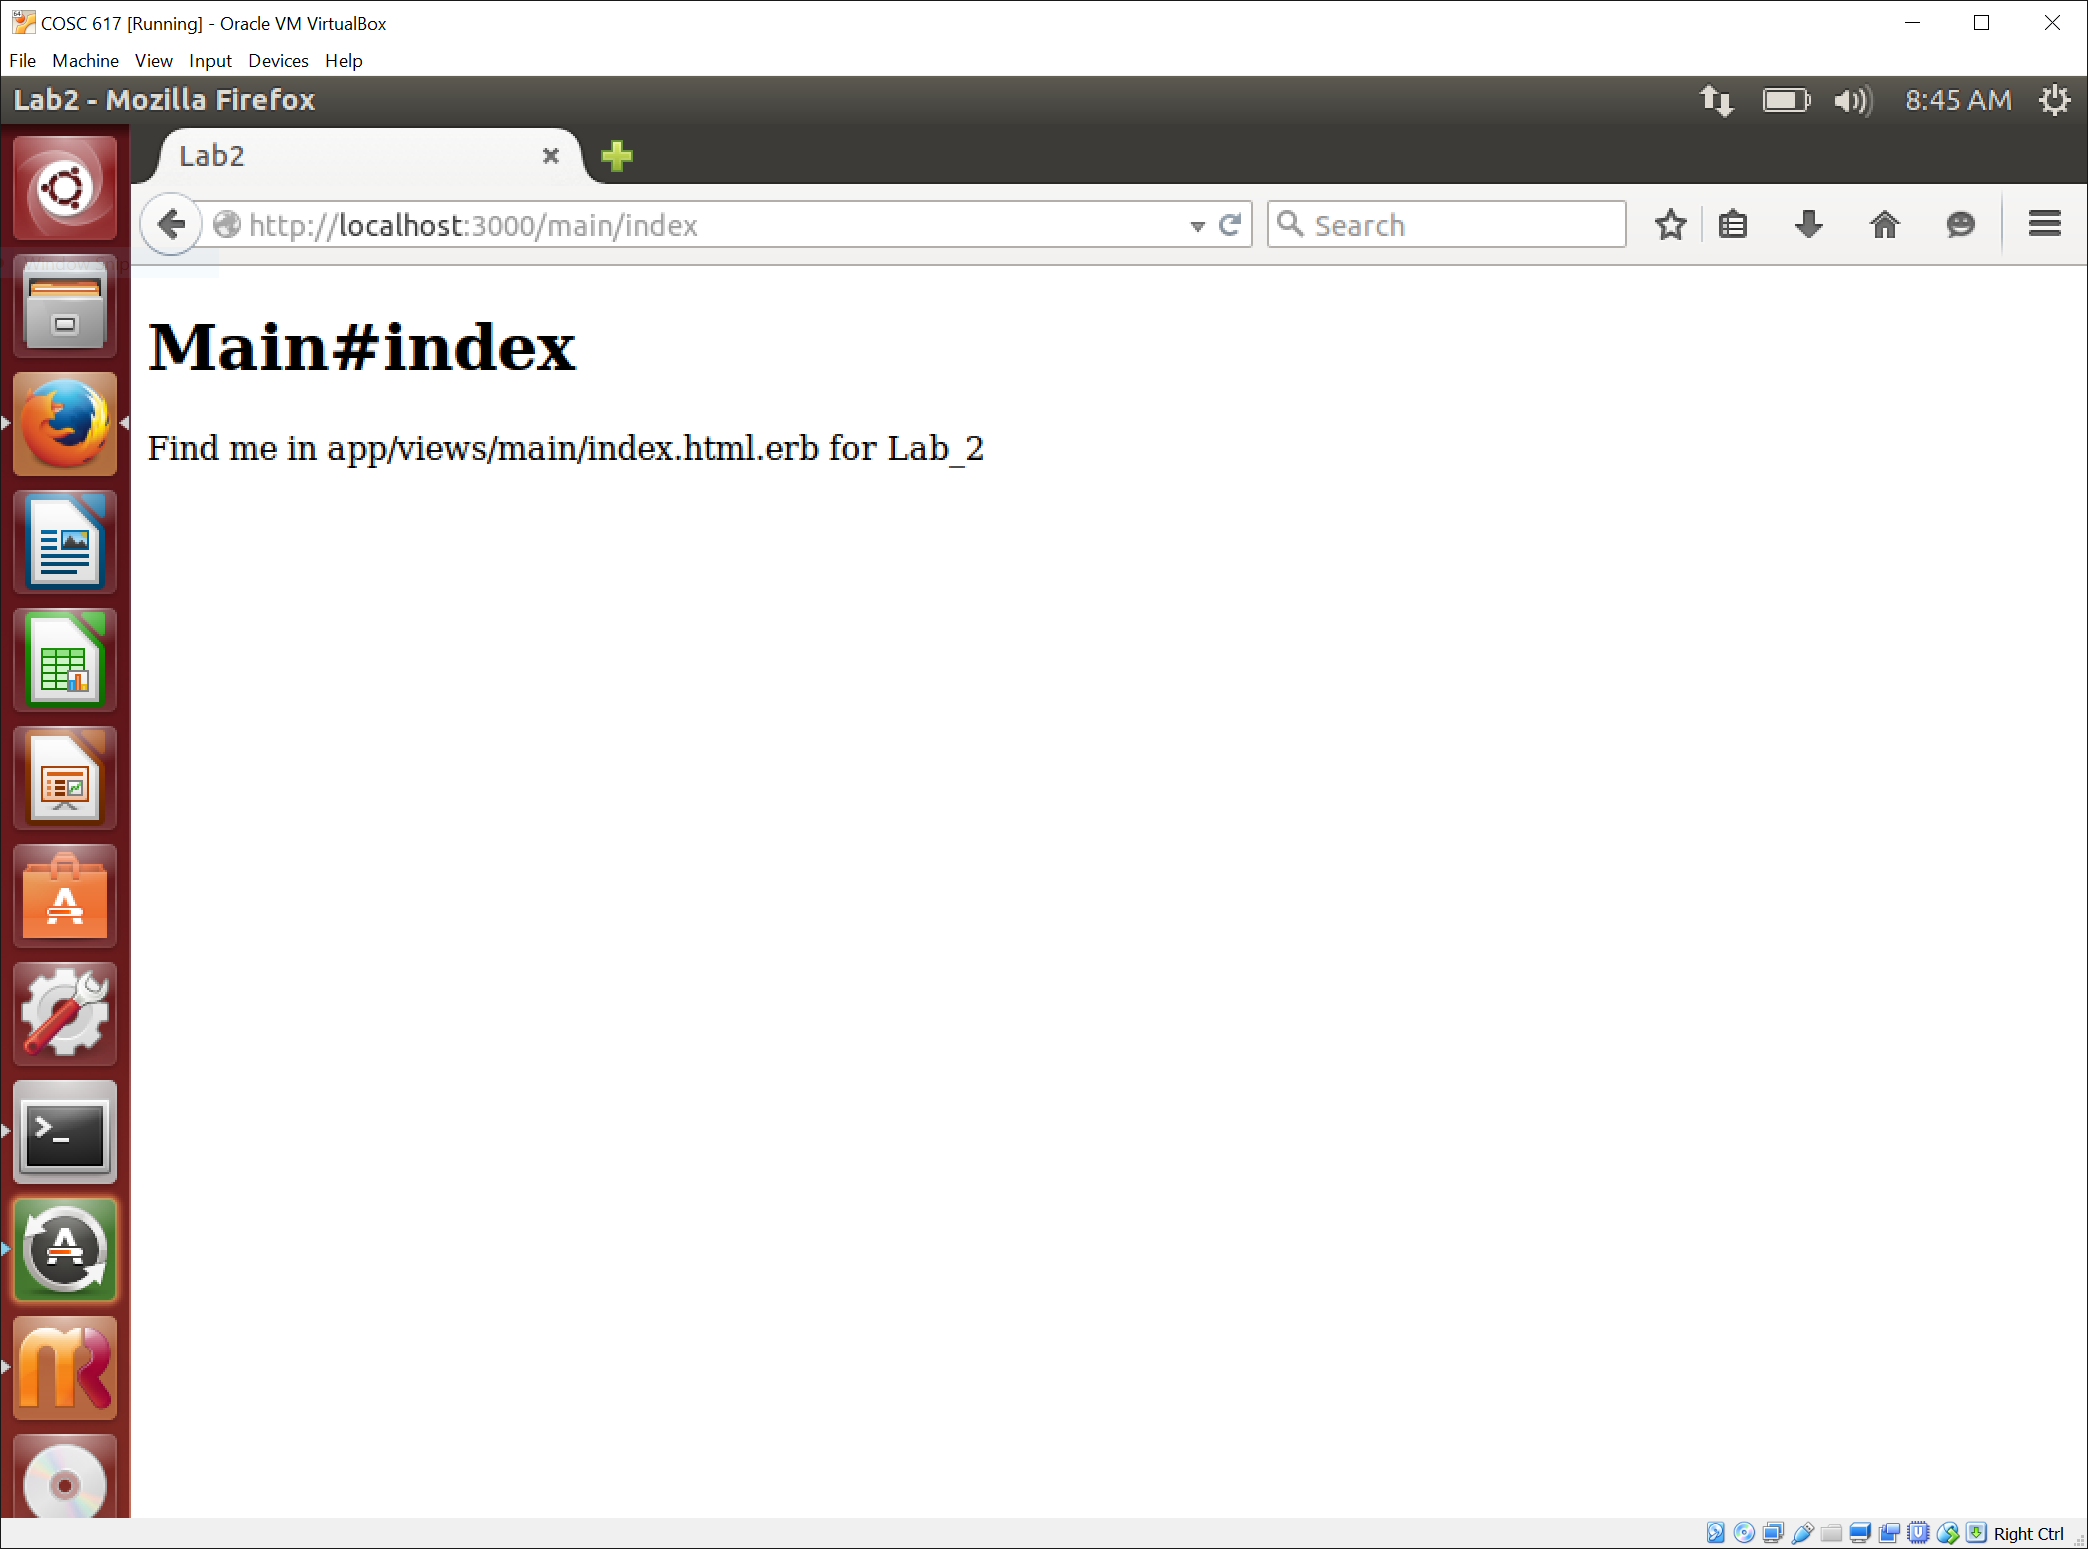 COSC 617 [Running] - Oracle VM VirtualBox
File Machine View Input Devices Help
Lab2 - Mozilla Firefox
8:45 AM
Lab2
http://localhost:3000/main/index
Search
Window Snip
Main#index
Find me in app/views/main/index.html.erb for Lab_2
Right Ctrl